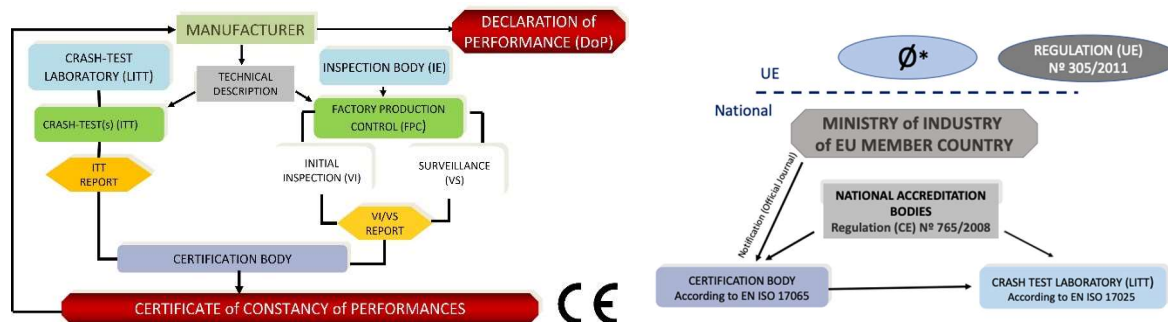 MANUFACTURER
DECLARATION of
PERFORMANCE (DoP)
CRASH-TEST
LABORATORY (LITT)
TECHNICAL
DESCRIPTION
INSPECTION BODY (IE)
CRASH-TEST(s) (ITT)
FACTORY PRODUCTION
CONTROL (FPC)
ITT
REPORT
INITIAL
INSPECTION (VI)
SURVEILLANCE
(VS)
VI/VS
REPORT
CERTIFICATION BODY
CERTIFICATE of CONSTANCY of PERFORMANCES
CE
Ø*
REGULATION (UE)
Nº 305/2011
UE
National
MINISTRY of INDUSTRY
of EU MEMBER COUNTRY
Notification (Official Journal)
NATIONAL ACCREDITATION
BODIES
Regulation (CE) Nº 765/2008
CERTIFICATION BODY
According to EN ISO 17065
CRASH TEST LABORATORY (LITT)
According to EN ISO 17025